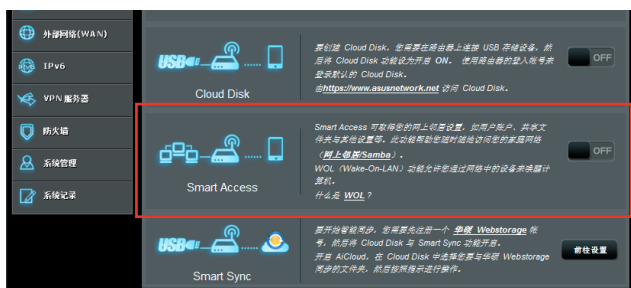 外部网络(WAN)
IPv6
VPN 服务器
防火墙
系统管理
系统记录
USB
Cloud Disk
要创建 Cloud Disk，您需要在路由器上连接 USB 存储设备，然
后将 Cloud Disk 功能设为开启 ON。 使用路由器的登入帐号来
登录默认的 Cloud Disk。
由https://www.asusnetwork.net 访问 Cloud Disk。
OFF
Smart Access
Smart Access 可取得您的网上邻居设置，如用户账户、共享文
件夹与其他设置等。此功能帮助您随时随地访问您的家庭网络
（网上邻居/Samba）。
WOL（Wake-On-LAN）功能允许您通过网络中的设备来唤醒计
算机。
什么是 WOL？
OFF
USB
Smart Sync
要开始智能同步，您需要先注册一个 华硕 Webstorage 帐
号，然后将 Cloud Disk 与 Smart Sync 功能开启。
开启 AiCloud，在 Cloud Disk 中选择您要与华硕 Webstorage
同步的文件夹，然后按照指示进行操作。
前往设置